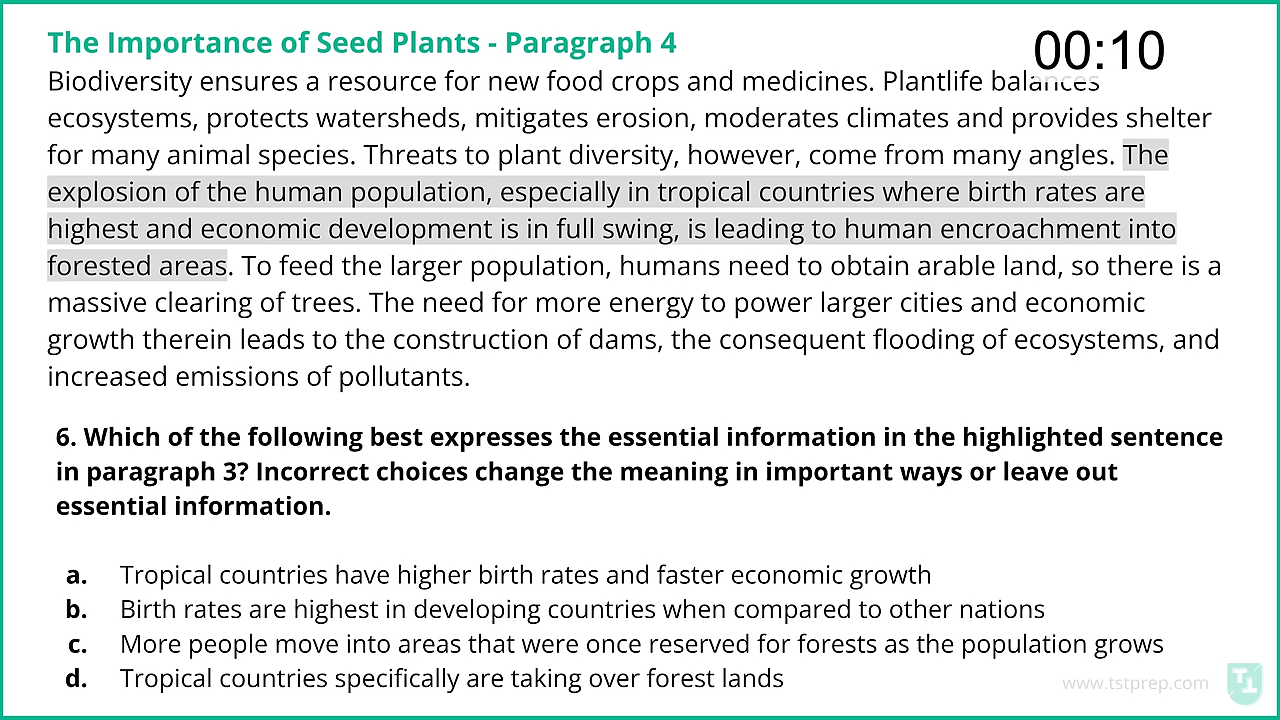 The Importance of Seed Plants - Paragraph 4
00:10
Biodiversity ensures a resource for new food crops and medicines. Plantlife balances
ecosystems, protects watersheds, mitigates erosion, moderates climates and provides shelter
for many animal species. Threats to plant diversity, however, come from many angles. The
explosion of the human population, especially in tropical countries where birth rates are
highest and economic development is in full swing, is leading to human encroachment into
forested areas. To feed the larger population, humans need to obtain arable land, so there is a
massive clearing of trees. The need for more energy to power larger cities and economic
growth therein leads to the construction of dams, the consequent flooding of ecosystems, and
increased emissions of pollutants.
6. Which of the following best expresses the essential information in the highlighted sentence
in paragraph 3? Incorrect choices change the meaning in important ways or leave out
essential information.
a. Tropical countries have higher birth rates and faster economic growth
b. Birth rates are highest in developing countries when compared to other nations
c. More people move into areas that were once reserved for forests as the population grows
d. Tropical countries specifically are taking over forest lands
www.tstprep.com